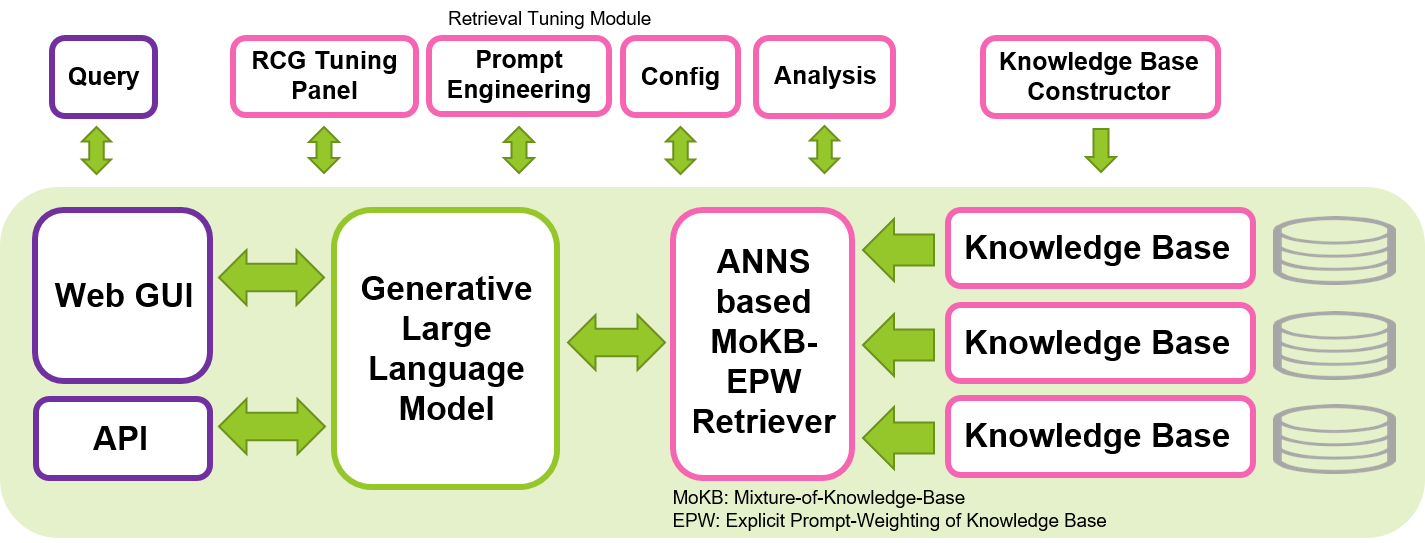 Retrieval Tuning Module
Query
RCG Tuning
Panel
Prompt
Engineering
Config
Analysis
Knowledge Base
Constructor
Web GUI
API
Generative
Large
Language
Model
ANNS
based
MoKB-
EPW
Retriever
Knowledge Base
Knowledge Base
Knowledge Base
MoKB: Mixture-of-Knowledge-Base
EPW: Explicit Prompt-Weighting of Knowledge Base